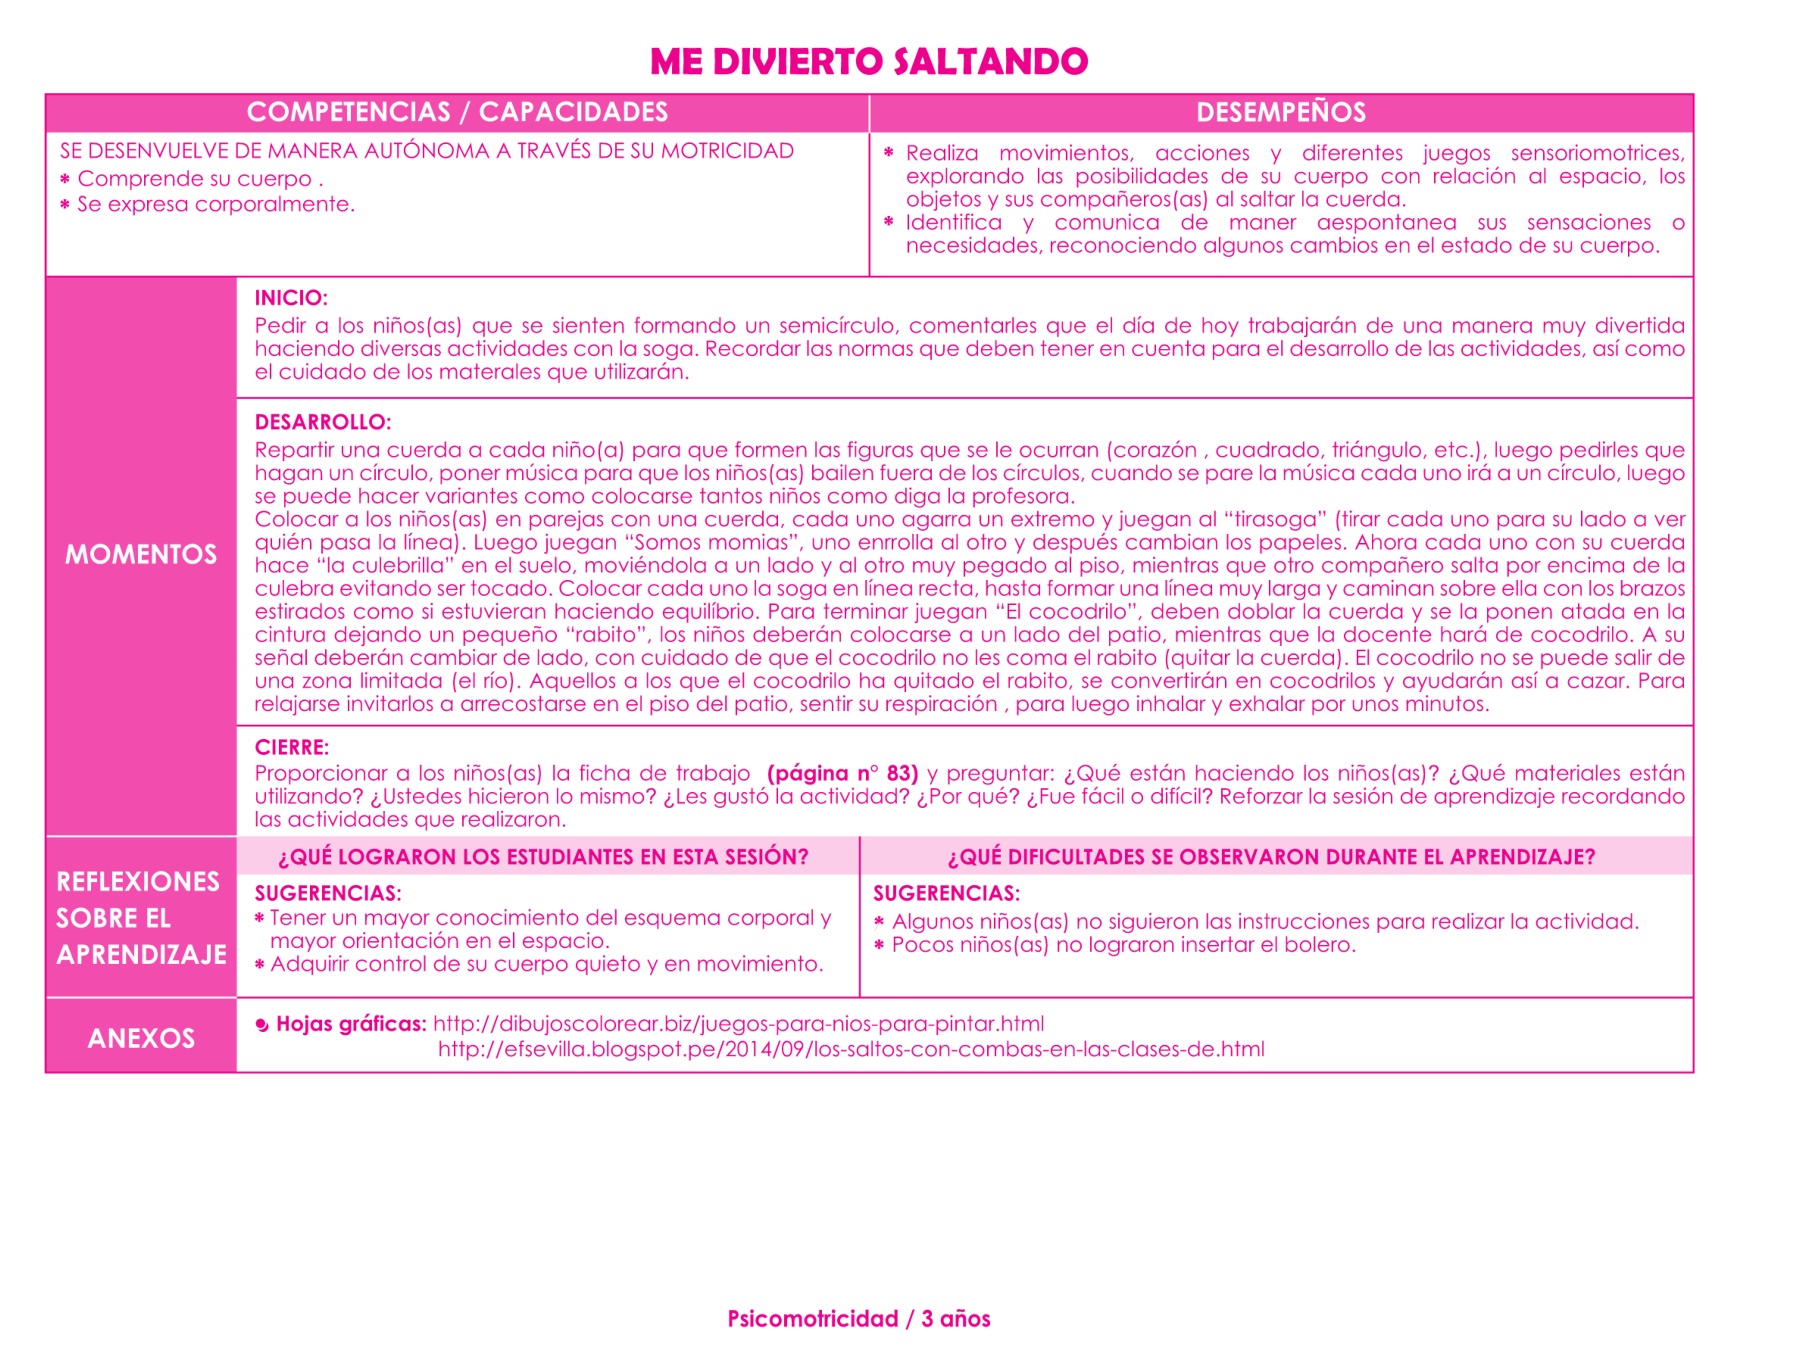 ME DIVIERTO SALTANDO
COMPETENCIAS / CAPACIDADES
DESEMPEÑOS
SE DESENVUELVE DE MANERA AUTÓNOMA A TRAVÉS DE SU MOTRICIDAD
* Comprende su cuerpo .
* Se expresa corporalmente.
* Realiza movimientos, acciones y diferentes juegos sensoriomotrices,
explorando las posibilidades de su cuerpo con relación al espacio, los
objetos y sus compañeros(as) al saltar la cuerda.
* Identifica y comunica de maner aespontanea sus sensaciones o
necesidades, reconociendo algunos cambios en el estado de su cuerpo.
MOMENTOS
INICIO:
Pedir a los niños(as) que se sienten formando un semicírculo, comentarles que el día de hoy trabajarán de una manera muy divertida
haciendo diversas actividades con la soga. Recordar las normas que deben tener en cuenta para el desarrollo de las actividades, así como
el cuidado de los materales que utilizarán.
DESARROLLO:
Repartir una cuerda a cada niño(a) para que formen las figuras que se le ocurran (corazón , cuadrado, triángulo, etc.), luego pedirles que
hagan un círculo, poner música para que los niños(as) bailen fuera de los círculos, cuando se pare la música cada uno irá a un círculo, luego
se puede hacer variantes como colocarse tantos niños como diga la profesora.
Colocar a los niños(as) en parejas con una cuerda, cada uno agarra un extremo y juegan al “tirasoga” (tirar cada uno para su lado a ver
quién pasa la línea). Luego juegan “Somos momias”, uno enrrolla al otro y después cambian los papeles. Ahora cada uno con su cuerda
hace “la culebrilla” en el suelo, moviéndola a un lado y al otro muy pegado al piso, mientras que otro compañero salta por encima de la
culebra evitando ser tocado. Colocar cada uno la soga en línea recta, hasta formar una línea muy larga y caminan sobre ella con los brazos
estirados como si estuvieran haciendo equilíbrio. Para terminar juegan “El cocodrilo”, deben doblar la cuerda y se la ponen atada en la
cintura dejando un pequeño “rabito”, los niños deberán colocarse a un lado del patio, mientras que la docente hará de cocodrilo. A su
señal deberán cambiar de lado, con cuidado de que el cocodrilo no les coma el rabito (quitar la cuerda). El cocodrilo no se puede salir de
una zona limitada (el río). Aquellos a los que el cocodrilo ha quitado el rabito, se convertirán en cocodrilos y ayudarán así a cazar. Para
relajarse invitarlos a arrecostarse en el piso del patio, sentir su respiración , para luego inhalar y exhalar por unos minutos.
CIERRE:
Proporcionar a los niños(as) la ficha de trabajo (página n° 83) y preguntar: ¿Qué están haciendo los niños(as)? ¿Qué materiales están
utilizando? ¿Ustedes hicieron lo mismo? ¿Les gustó la actividad? ¿Por qué? ¿Fue fácil o difícil? Reforzar la sesión de aprendizaje recordando
las actividades que realizaron.
REFLEXIONES
SOBRE EL
APRENDIZAJE
¿QUÉ LOGRARON LOS ESTUDIANTES EN ESTA SESIÓN?
SUGERENCIAS:
* Tener un mayor conocimiento del esquema corporal y
mayor orientación en el espacio.
* Adquirir control de su cuerpo quieto y en movimiento.
¿QUÉ DIFICULTADES SE OBSERVARON DURANTE EL APRENDIZAJE?
SUGERENCIAS:
* Algunos niños(as) no siguieron las instrucciones para realizar la actividad.
* Pocos niños(as) no lograron insertar el bolero.
ANEXOS
Hojas gráficas: http://dibujoscolorear.biz/juegos-para-nios-para-pintar.html
http://efsevilla.blogspot.pe/2014/09/los-saltos-con-combas-en-las-clases-de.html
Psicomotricidad / 3 años